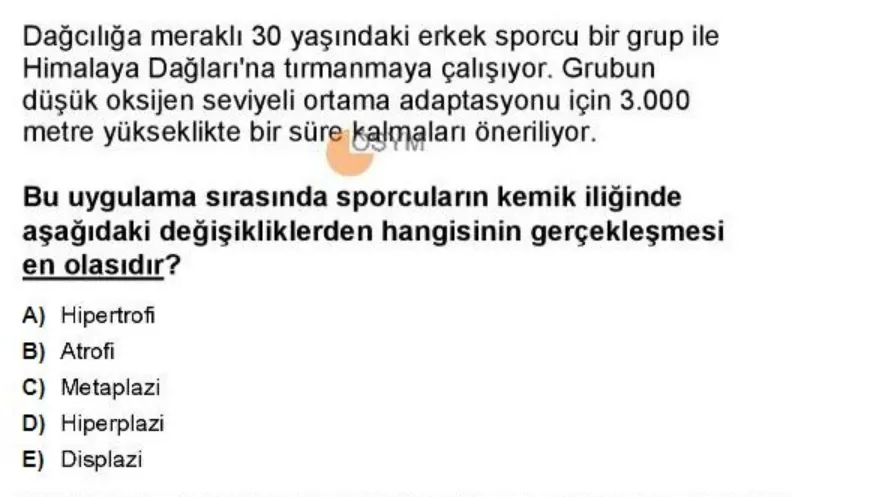 Dağcılığa meraklı 30 yaşındaki erkek sporcu bir grup ile
Himalaya Dağları'na tırmanmaya çalışıyor. Grubun
düşük oksijen seviyeli ortama adaptasyonu için 3.000
metre yükseklikte bir süre kalmaları öneriliyor.
ÖSYM
Bu uygulama sırasında sporcuların kemik iliğinde
aşağıdaki değişikliklerden hangisinin gerçekleşmesi
en olasıdır?
A) Hipertrofi
B) Atrofi
C) Metaplazi
D) Hiperplazi
E) Displazi